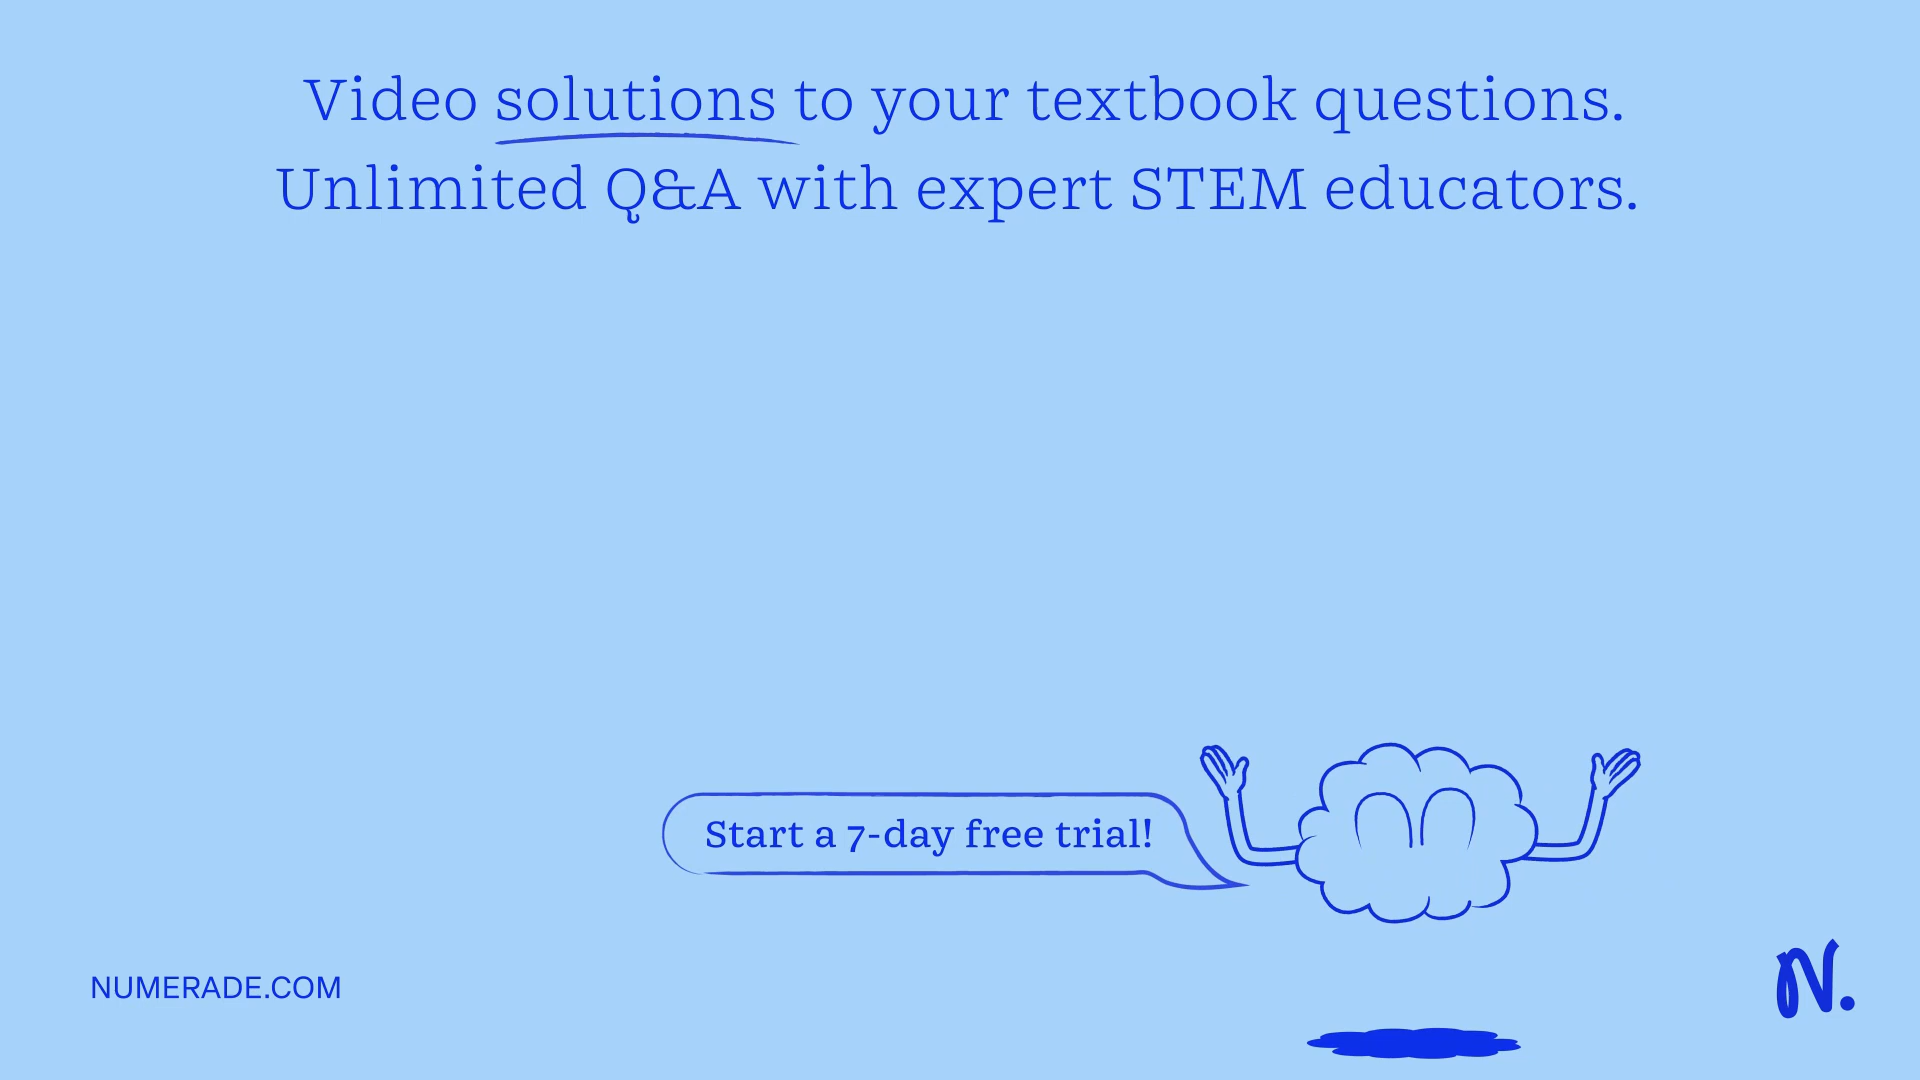 Video solutions to your textbook questions.
Unlimited Q&A with expert STEM educators.
Start a 7-day free trial!
NUMERADE.COM
N.